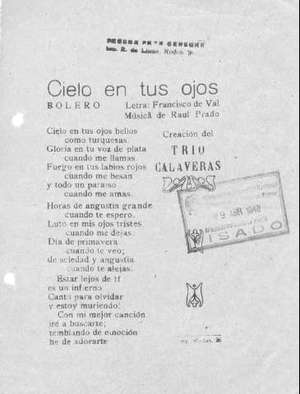 Cielo en tus ojos
BOLERO
Letra: Francisco de Val
Música de Raul Prado
Cielo en tus ojos bellos
como turquesas.
Gloria en tu voz de plata
cuando me llamas.
Fuego en tus labios rojos
cuando me besan
y todo un paraiso
cuando me amas.
Horas de angustia grande
cuando te espero.
Luto en mis ojos tristes
cuando me dejas
Dia de primavera
cuando te veo;
de soledad y angustia
cuando te alejas.
Estar lejos de ti
es un infierno
Canta para olvidar
y estoy muriendo:
Con mi mejor canción
iré a buscarte;
temblando de emoción
he de adorarte
Creación del
TRIO
CALAVERAS
VISADO